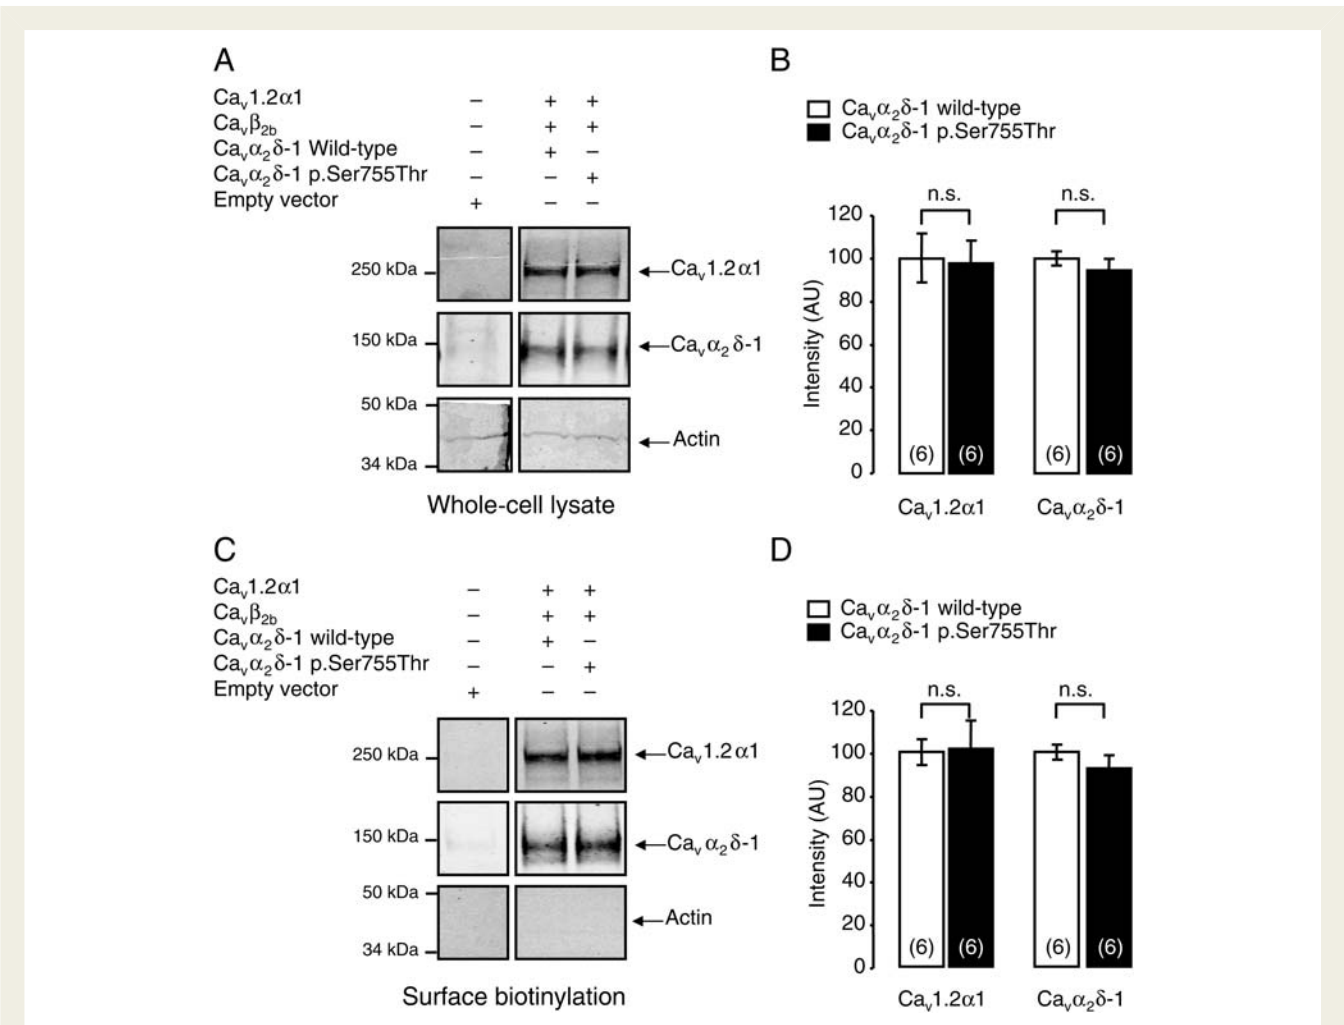 A
Caᵥ1.2α1 – + +
Caᵥβ₂b – + +
Caᵥα₂δ-1 Wild-type – + –
Caᵥα₂δ-1 p.Ser755Thr – – +
Empty vector + – –
250 kDa Caᵥ1.2α1
150 kDa Caᵥα₂δ-1
50 kDa
Actin
34 kDa
Whole-cell lysate
B
Caᵥα₂δ-1 wild-type
Caᵥα₂δ-1 p.Ser755Thr
n.s. n.s.
120
100
80
60
40
20
0
Intensity (AU)
(6) (6) (6) (6)
Caᵥ1.2α1 Caᵥα₂δ-1
C
Caᵥ1.2α1 – + +
Caᵥβ₂b – + +
Caᵥα₂δ-1 wild-type – + –
Caᵥα₂δ-1 p.Ser755Thr – – +
Empty vector + – –
250 kDa Caᵥ1.2α1
150 kDa Caᵥα₂δ-1
50 kDa
Actin
34 kDa
Surface biotinylation
D
Caᵥα₂δ-1 wild-type
Caᵥα₂δ-1 p.Ser755Thr
n.s. n.s.
120
100
80
60
40
20
0
Intensity (AU)
(6) (6) (6) (6)
Caᵥ1.2α1 Caᵥα₂δ-1